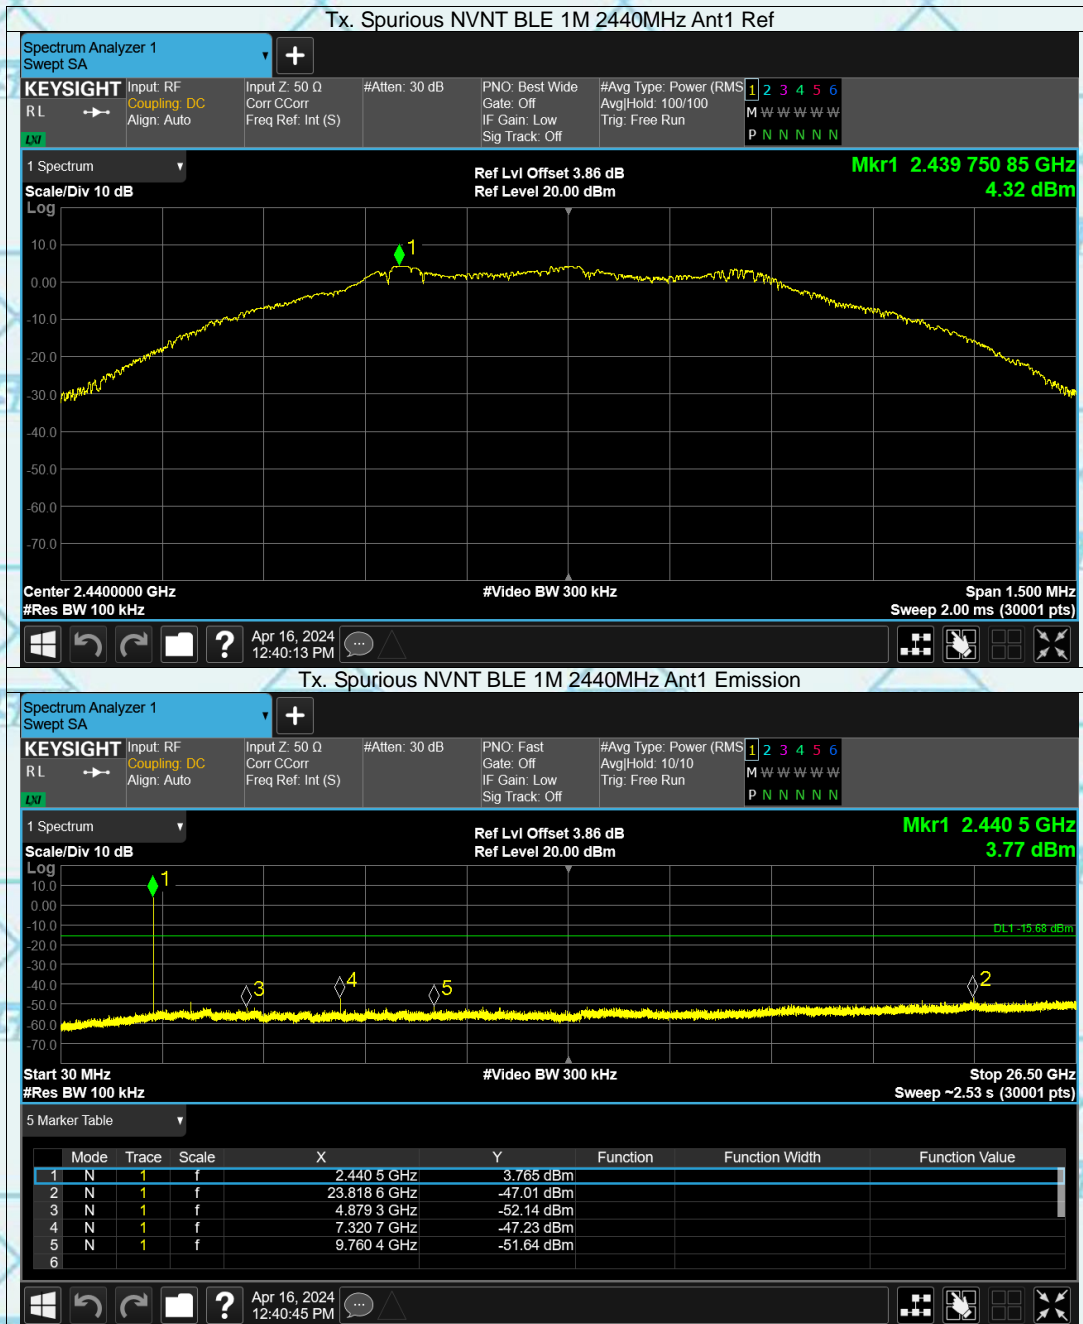 Tx. Spurious NVNT BLE 1M 2440MHz Ant1 Ref
Spectrum Analyzer 1
Swept SA
KEYSIGHT
RL
LXI
Input: RF
Coupling: DC
Align: Auto
Input Z: 50 Ω
Corr CCorr
Freq Ref: Int (S)
#Atten: 30 dB
PNO: Best Wide
Gate: Off
IF Gain: Low
Sig Track: Off
#Avg Type: Power (RMS
Avg|Hold: 100/100
Trig: Free Run
1 2 3 4 5 6
M W W W W W
P N N N N N
1 Spectrum
Scale/Div 10 dB
Log
Ref Lvl Offset 3.86 dB
Ref Level 20.00 dBm
Mkr1 2.439 750 85 GHz
4.32 dBm
1
10.0
0.00
-10.0
-20.0
-30.0
-40.0
-50.0
-60.0
-70.0
Center 2.4400000 GHz
#Res BW 100 kHz
#Video BW 300 kHz
Span 1.500 MHz
Sweep 2.00 ms (30001 pts)
?
Apr 16, 2024
12:40:13 PM
Tx. Spurious NVNT BLE 1M 2440MHz Ant1 Emission
Spectrum Analyzer 1
Swept SA
KEYSIGHT
RL
LXI
Input: RF
Coupling: DC
Align: Auto
Input Z: 50 Ω
Corr CCorr
Freq Ref: Int (S)
#Atten: 30 dB
PNO: Fast
Gate: Off
IF Gain: Low
Sig Track: Off
#Avg Type: Power (RMS
Avg|Hold: 10/10
Trig: Free Run
1 2 3 4 5 6
M W W W W W
P N N N N N
1 Spectrum
Scale/Div 10 dB
Log
Ref Lvl Offset 3.86 dB
Ref Level 20.00 dBm
Mkr1 2.440 5 GHz
3.77 dBm
10.0
0.00
-10.0
-20.0
-30.0
-40.0
-50.0
-60.0
-70.0
1
DL1 -15.68 dBm
3
4
5
2
Start 30 MHz
#Res BW 100 kHz
#Video BW 300 kHz
Stop 26.50 GHz
Sweep ~2.53 s (30001 pts)
5 Marker Table
Mode Trace Scale X Y Function Function Width Function Value
1 N 1 f 2.440 5 GHz 3.765 dBm
2 N 1 f 23.818 6 GHz -47.01 dBm
3 N 1 f 4.879 3 GHz -52.14 dBm
4 N 1 f 7.320 7 GHz -47.23 dBm
5 N 1 f 9.760 4 GHz -51.64 dBm
6
?
Apr 16, 2024
12:40:45 PM